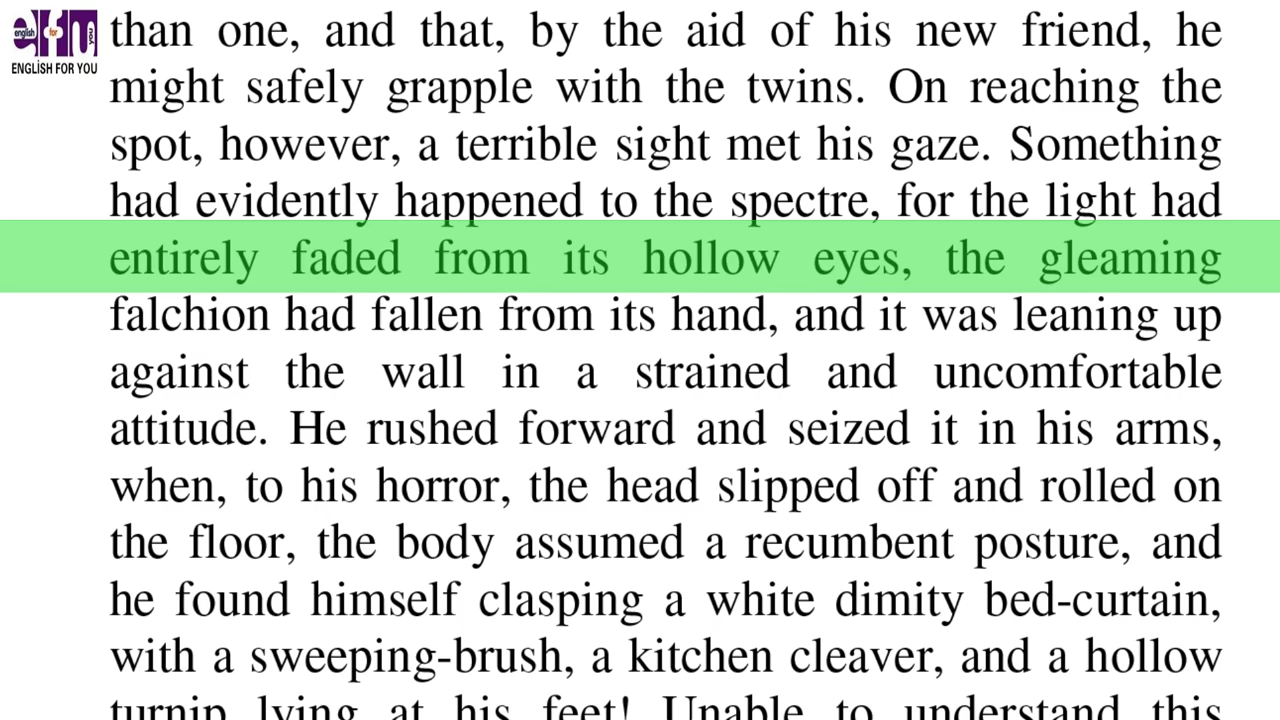 english for you
ENGLİSH FOR YOU
than one, and that, by the aid of his new friend, he
might safely grapple with the twins. On reaching the
spot, however, a terrible sight met his gaze. Something
had evidently happened to the spectre, for the light had
entirely faded from its hollow eyes, the gleaming
falchion had fallen from its hand, and it was leaning up
against the wall in a strained and uncomfortable
attitude. He rushed forward and seized it in his arms,
when, to his horror, the head slipped off and rolled on
the floor, the body assumed a recumbent posture, and
he found himself clasping a white dimity bed-curtain,
with a sweeping-brush, a kitchen cleaver, and a hollow
turnip lying at his feet! Unable to understand this